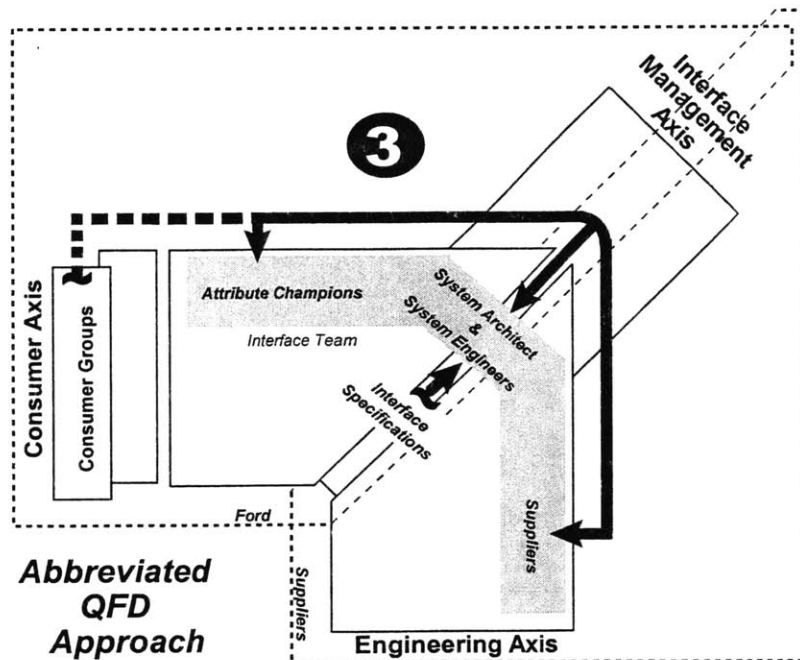 Interface
Management
Axis
3
Consumer Axis
Consumer Groups
Attribute Champions
Interface Team
System Architect
&
System Engineers
Interface
Specifications
Suppliers
Ford
Suppliers
Abbreviated
QFD
Approach
Engineering Axis